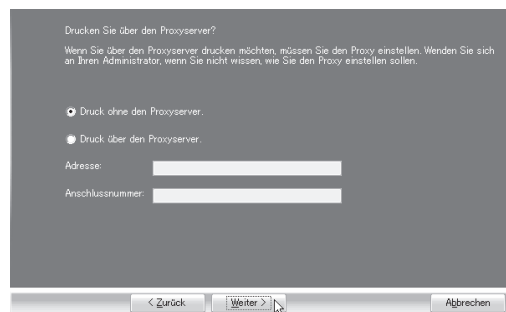 Drucken Sie über den Proxyserver?
Wenn Sie über den Proxyserver drucken möchten, müssen Sie den Proxy einstellen. Wenden Sie sich
an Ihren Administrator, wenn Sie nicht wissen, wie Sie den Proxy einstellen sollen.
Druck ohne den Proxyserver.
Druck über den Proxyserver.
Adresse:
Anschlussnummer:
< Zurück Weiter > Abbrechen